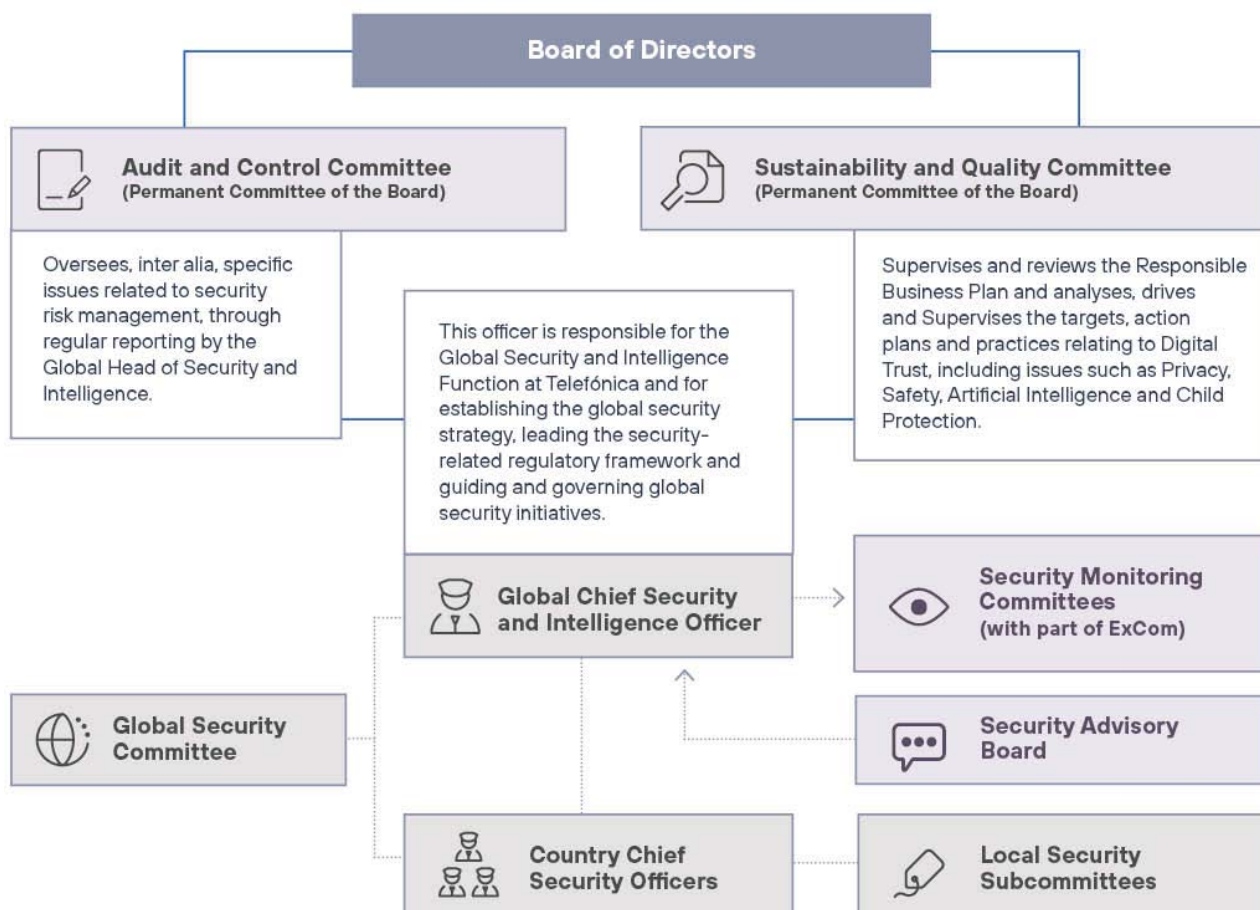 Board of Directors
Audit and Control Committee
(Permanent Committee of the Board)
Sustainability and Quality Committee
(Permanent Committee of the Board)
Oversees, inter alia, specific
issues related to security
risk management, through
regular reporting by the
Global Head of Security and
Intelligence.
Supervises and reviews the Responsible
Business Plan and analyses, drives
and Supervises the targets, action
plans and practices relating to Digital
Trust, including issues such as Privacy,
Safety, Artificial Intelligence and Child
Protection.
This officer is responsible for the
Global Security and Intelligence
Function at Telefónica and for
establishing the global security
strategy, leading the security-
related regulatory framework and
guiding and governing global
security initiatives.
Global Chief Security
and Intelligence Officer
Security Monitoring
Committees
(with part of ExCom)
Global Security
Committee
Security Advisory
Board
Country Chief
Security Officers
Local Security
Subcommittees